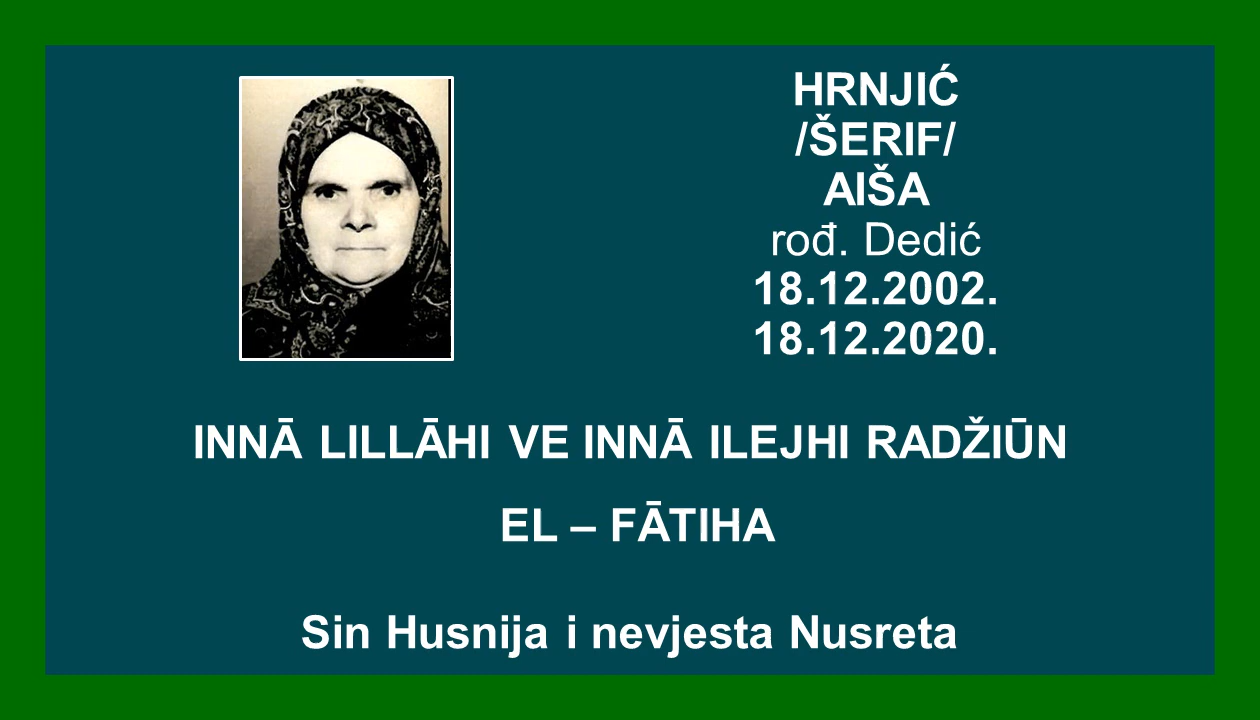 HRNJIĆ
/ŠERIF/
AIŠA
rođ. Dedić
18.12.2002.
18.12.2020.
INNĀ LILLĀHI VE INNĀ ILEJHI RADŽIŪN
EL – FĀTIHA
Sin Husnija i nevjesta Nusreta